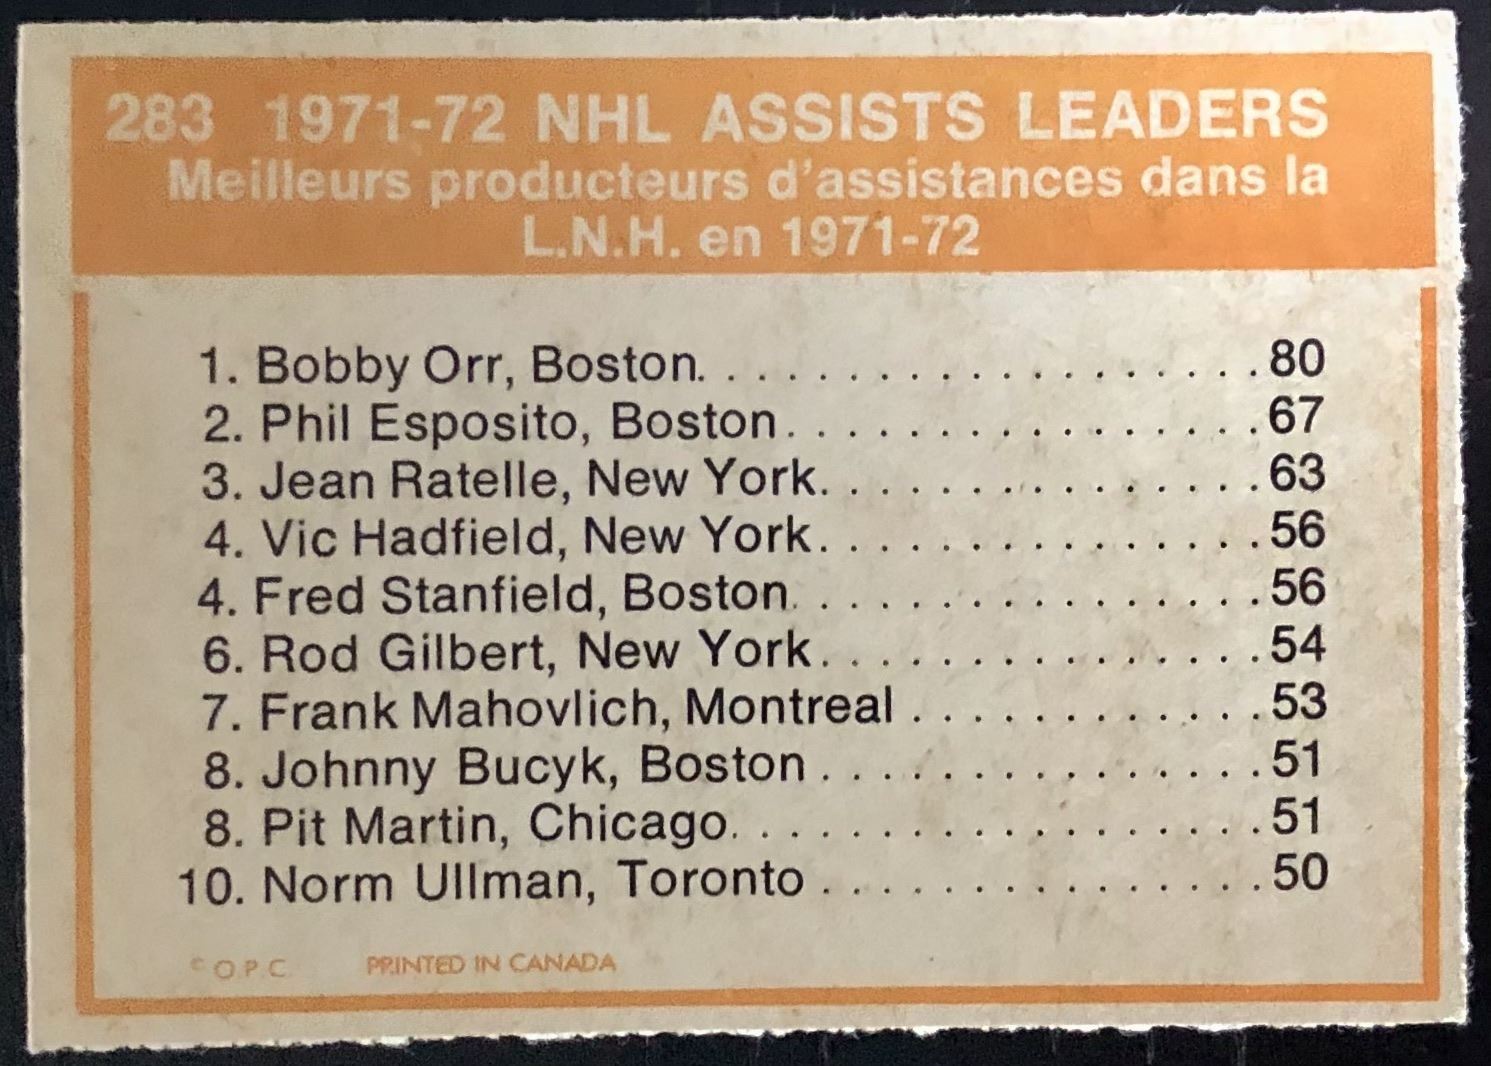 283 1971-72 NHL ASSISTS LEADERS
Meilleurs producteurs d'assistances dans la
L.N.H. en 1971-72
1. Bobby Orr, Boston. . . . . . . . . . . . . . . . . . . 80
2. Phil Esposito, Boston. . . . . . . . . . . . . . . . 67
3. Jean Ratelle, New York. . . . . . . . . . . . . . . 63
4. Vic Hadfield, New York. . . . . . . . . . . . . . . 56
4. Fred Stanfield, Boston. . . . . . . . . . . . . . . . 56
6. Rod Gilbert, New York. . . . . . . . . . . . . . . 54
7. Frank Mahovlich, Montreal . . . . . . . . . . . . . 53
8. Johnny Bucyk, Boston . . . . . . . . . . . . . . . 51
8. Pit Martin, Chicago. . . . . . . . . . . . . . . . . . 51
10. Norm Ullman, Toronto . . . . . . . . . . . . . . . 50
© O.P.C. PRINTED IN CANADA